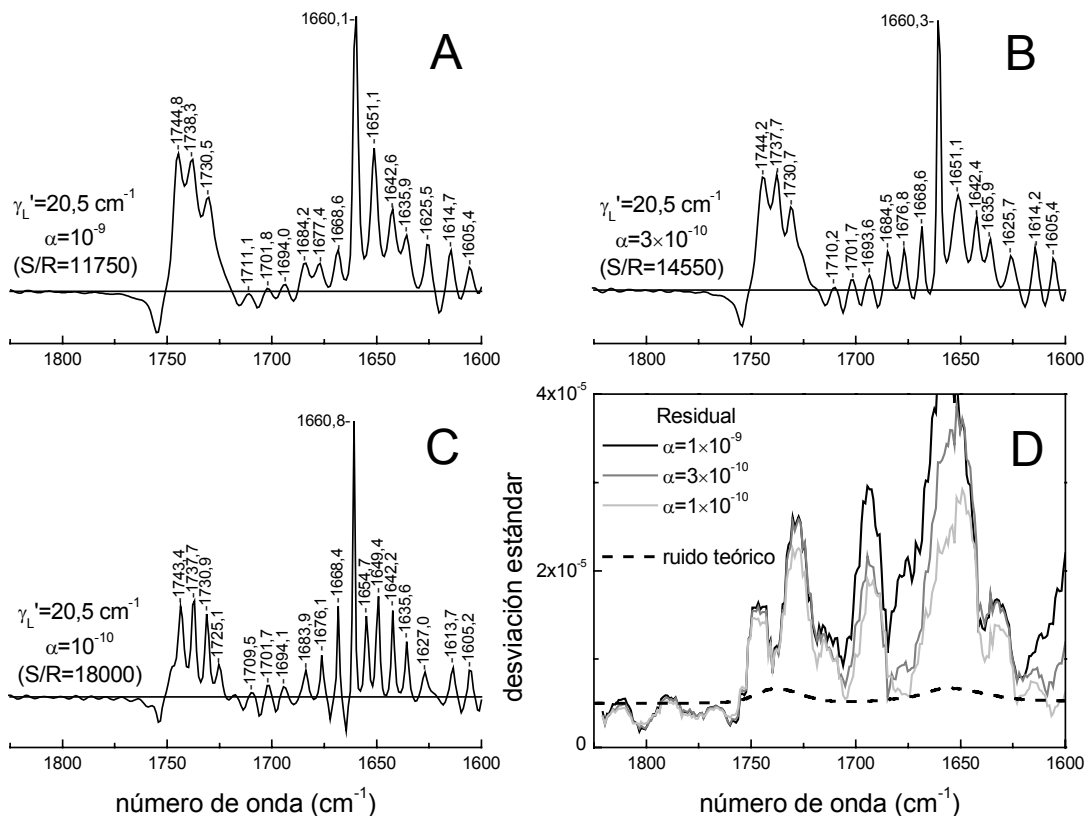 1660,1-
A
1744,8
1738,3
1730,5
1711,1
1701,8
1694,0
1684,2
1677,4
1668,6
1651,1
1642,6
1635,9
1625,5
1614,7
1605,4
γL'=20,5 cm-1
α=10-9
(S/R=11750)
1800 1750 1700 1650 1600
1660,3-
B
1744,2
1737,7
1730,7
1710,2
1701,7
1693,6
1684,5
1676,8
1668,6
1651,1
1642,4
1635,9
1625,7
1614,2
1605,4
γL'=20,5 cm-1
α=3×10-10
(S/R=14550)
1800 1750 1700 1650 1600
1660,8-
C
1743,4
1737,7
1730,9
1725,1
1709,5
1701,7
1694,1
1683,9
1676,1
1668,4
1654,7
1649,4
1642,2
1635,6
1627,0
1613,7
1605,2
γL'=20,5 cm-1
α=10-10
(S/R=18000)
1800 1750 1700 1650 1600
número de onda (cm-1)
4x10-5
2x10-5
0
desviación estándar
D
Residual
α=1×10-9
α=3×10-10
α=1×10-10
ruido teórico
1800 1750 1700 1650 1600
número de onda (cm-1)